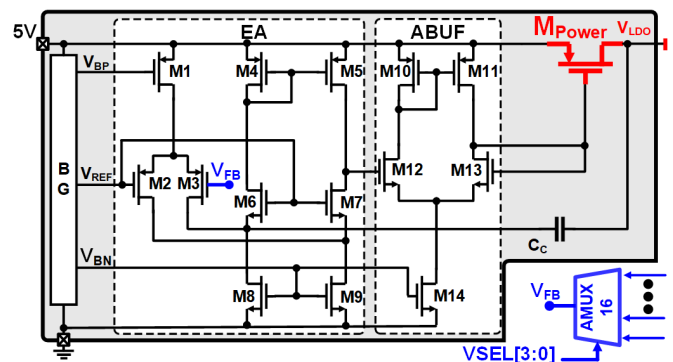 EA
ABUF
MPower
VLDO
5V
VBP
M1
M4
M5
M10
M11
B
G
VREF
M2
M3
VFB
M12
M13
M6
M7
CC
VBN
M8
M9
M14
VFB
AMUX
16
VSEL[3:0]